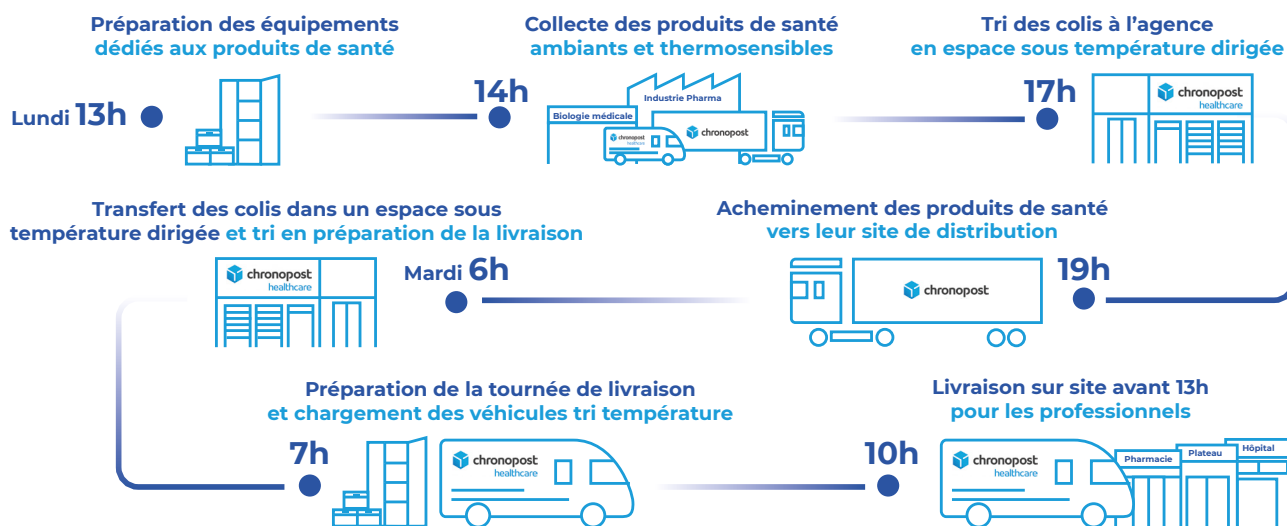 Préparation des équipements
dédiés aux produits de santé
Lundi 13h
Collecte des produits de santé
ambiants et thermosensibles
14h
Industrie Pharma
Biologie médicale
chronopost
healthcare
chronopost
Tri des colis à l’agence
en espace sous température dirigée
17h
chronopost
healthcare
Acheminement des produits de santé
vers leur site de distribution
19h
chronopost
Transfert des colis dans un espace sous
température dirigée et tri en préparation de la livraison
Mardi 6h
chronopost
healthcare
Préparation de la tournée de livraison
et chargement des véhicules tri température
7h
chronopost
healthcare
Livraison sur site avant 13h
pour les professionnels
10h
chronopost
healthcare
Pharmacie
Plateau
Hôpital